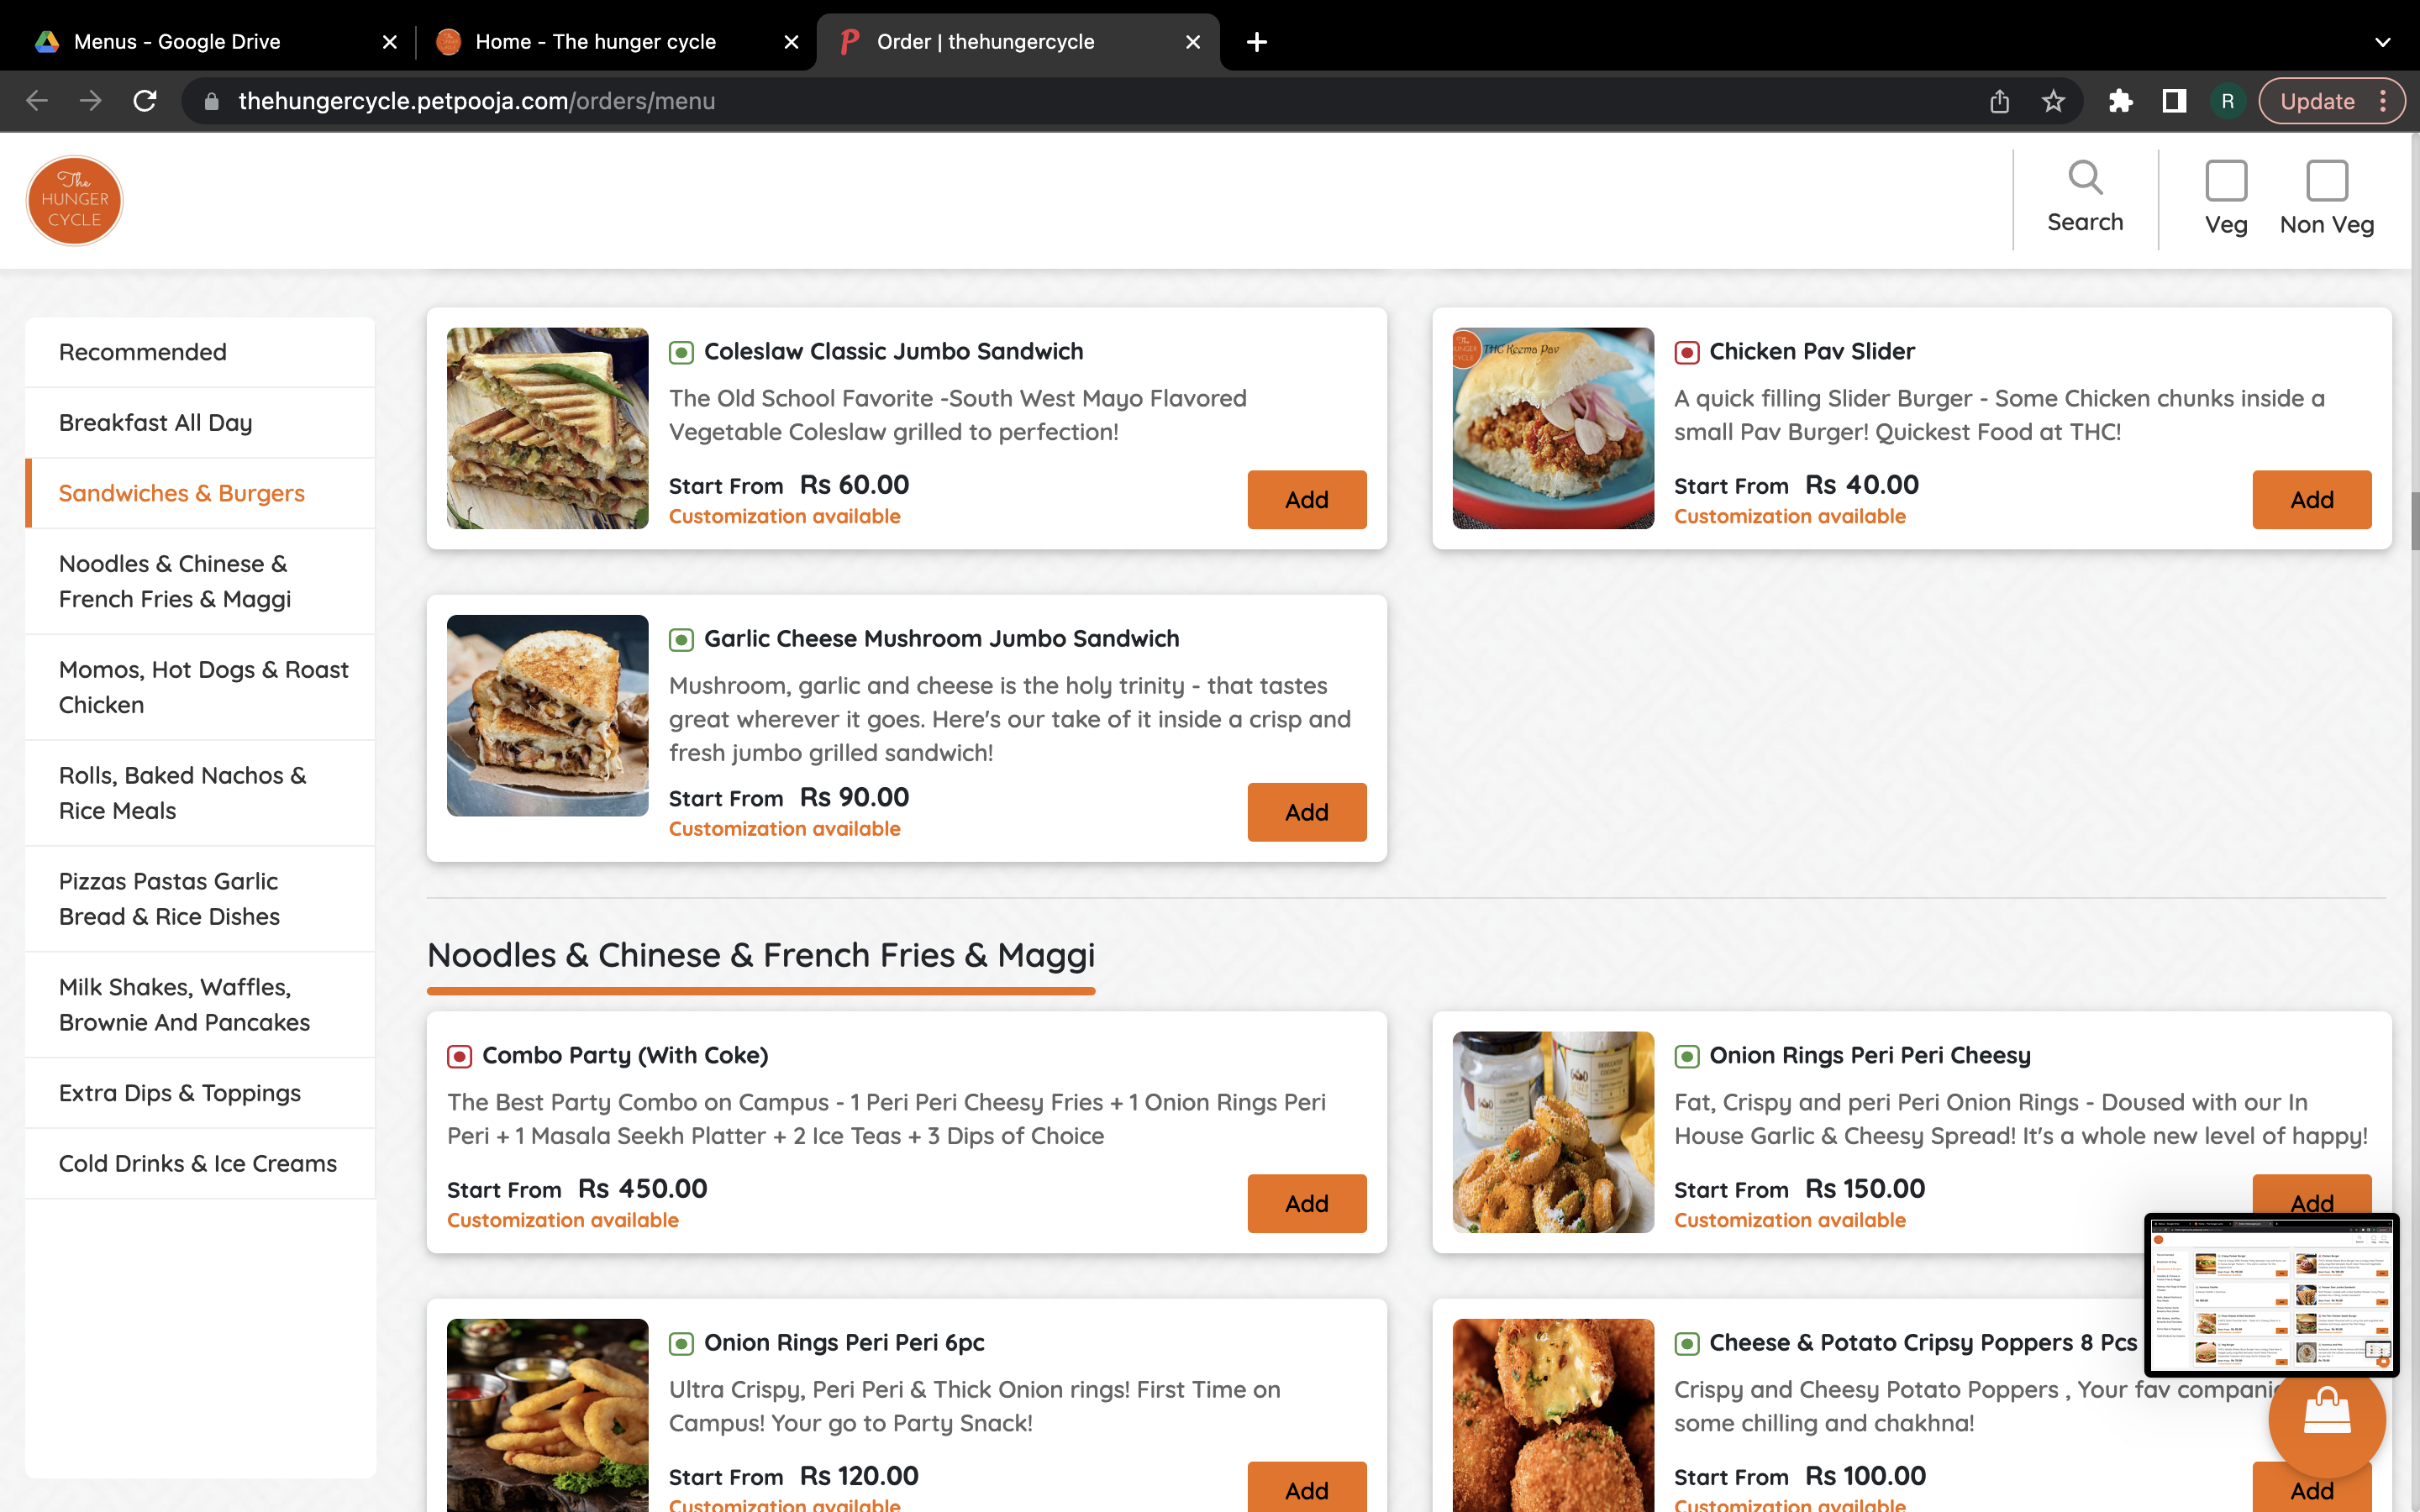 Menus - Google Drive
Home - The hunger cycle
Order | thehungercycle
thehungercycle.petpooja.com/orders/menu
R
Update
The
HUNGER
CYCLE
Search
Veg
Non Veg
Recommended
Breakfast All Day
Sandwiches & Burgers
Noodles & Chinese &
French Fries & Maggi
Momos, Hot Dogs & Roast
Chicken
Rolls, Baked Nachos &
Rice Meals
Pizzas Pastas Garlic
Bread & Rice Dishes
Milk Shakes, Waffles,
Brownie And Pancakes
Extra Dips & Toppings
Cold Drinks & Ice Creams
Coleslaw Classic Jumbo Sandwich
The Old School Favorite -South West Mayo Flavored
Vegetable Coleslaw grilled to perfection!
Start From Rs 60.00
Customization available
Add
THC Keema Pav
Chicken Pav Slider
A quick filling Slider Burger - Some Chicken chunks inside a
small Pav Burger! Quickest Food at THC!
Start From Rs 40.00
Customization available
Add
Garlic Cheese Mushroom Jumbo Sandwich
Mushroom, garlic and cheese is the holy trinity - that tastes
great wherever it goes. Here's our take of it inside a crisp and
fresh jumbo grilled sandwich!
Start From Rs 90.00
Customization available
Add
Noodles & Chinese & French Fries & Maggi
Combo Party (With Coke)
The Best Party Combo on Campus - 1 Peri Peri Cheesy Fries + 1 Onion Rings Peri
Peri + 1 Masala Seekh Platter + 2 Ice Teas + 3 Dips of Choice
Start From Rs 450.00
Customization available
Add
Onion Rings Peri Peri Cheesy
Fat, Crispy and peri Peri Onion Rings - Doused with our In
House Garlic & Cheesy Spread! It's a whole new level of happy!
Start From Rs 150.00
Customization available
Add
Onion Rings Peri Peri 6pc
Ultra Crispy, Peri Peri & Thick Onion rings! First Time on
Campus! Your go to Party Snack!
Start From Rs 120.00
Customization available
Add
Cheese & Potato Cripsy Poppers 8 Pcs
Crispy and Cheesy Potato Poppers , Your fav
some chilling and chakhna!
Start From Rs 100.00
Customization available
Add